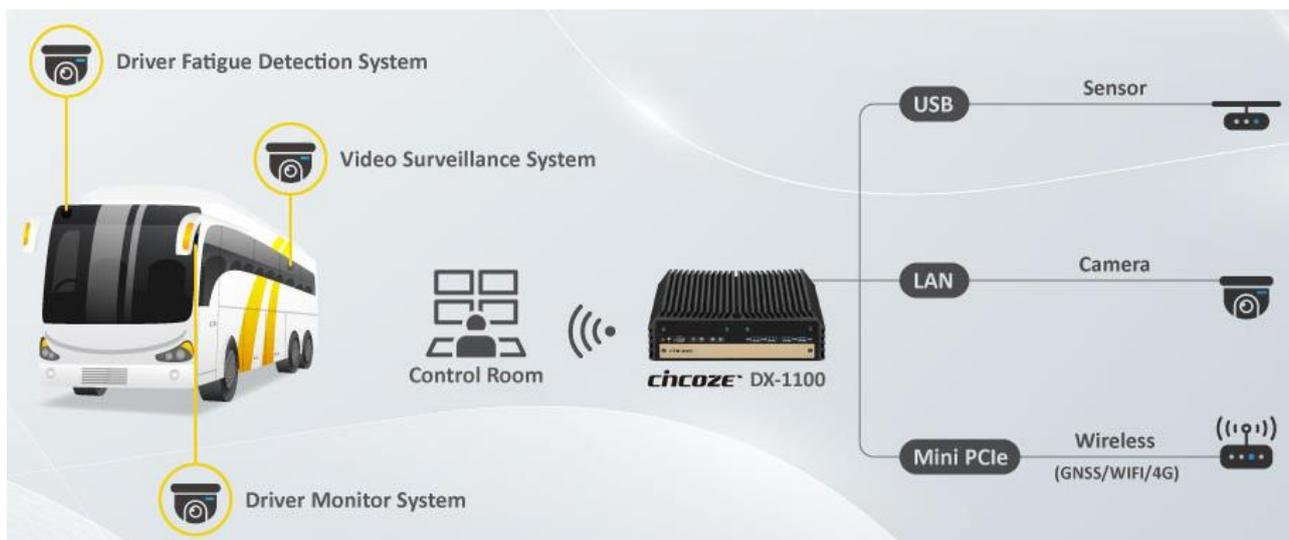 Driver Fatigue Detection System
Video Surveillance System
Driver Monitor System
Control Room
cincoze DX-1100
USB
Sensor
LAN
Camera
Mini PCIe
Wireless
(GNSS/WIFI/4G)